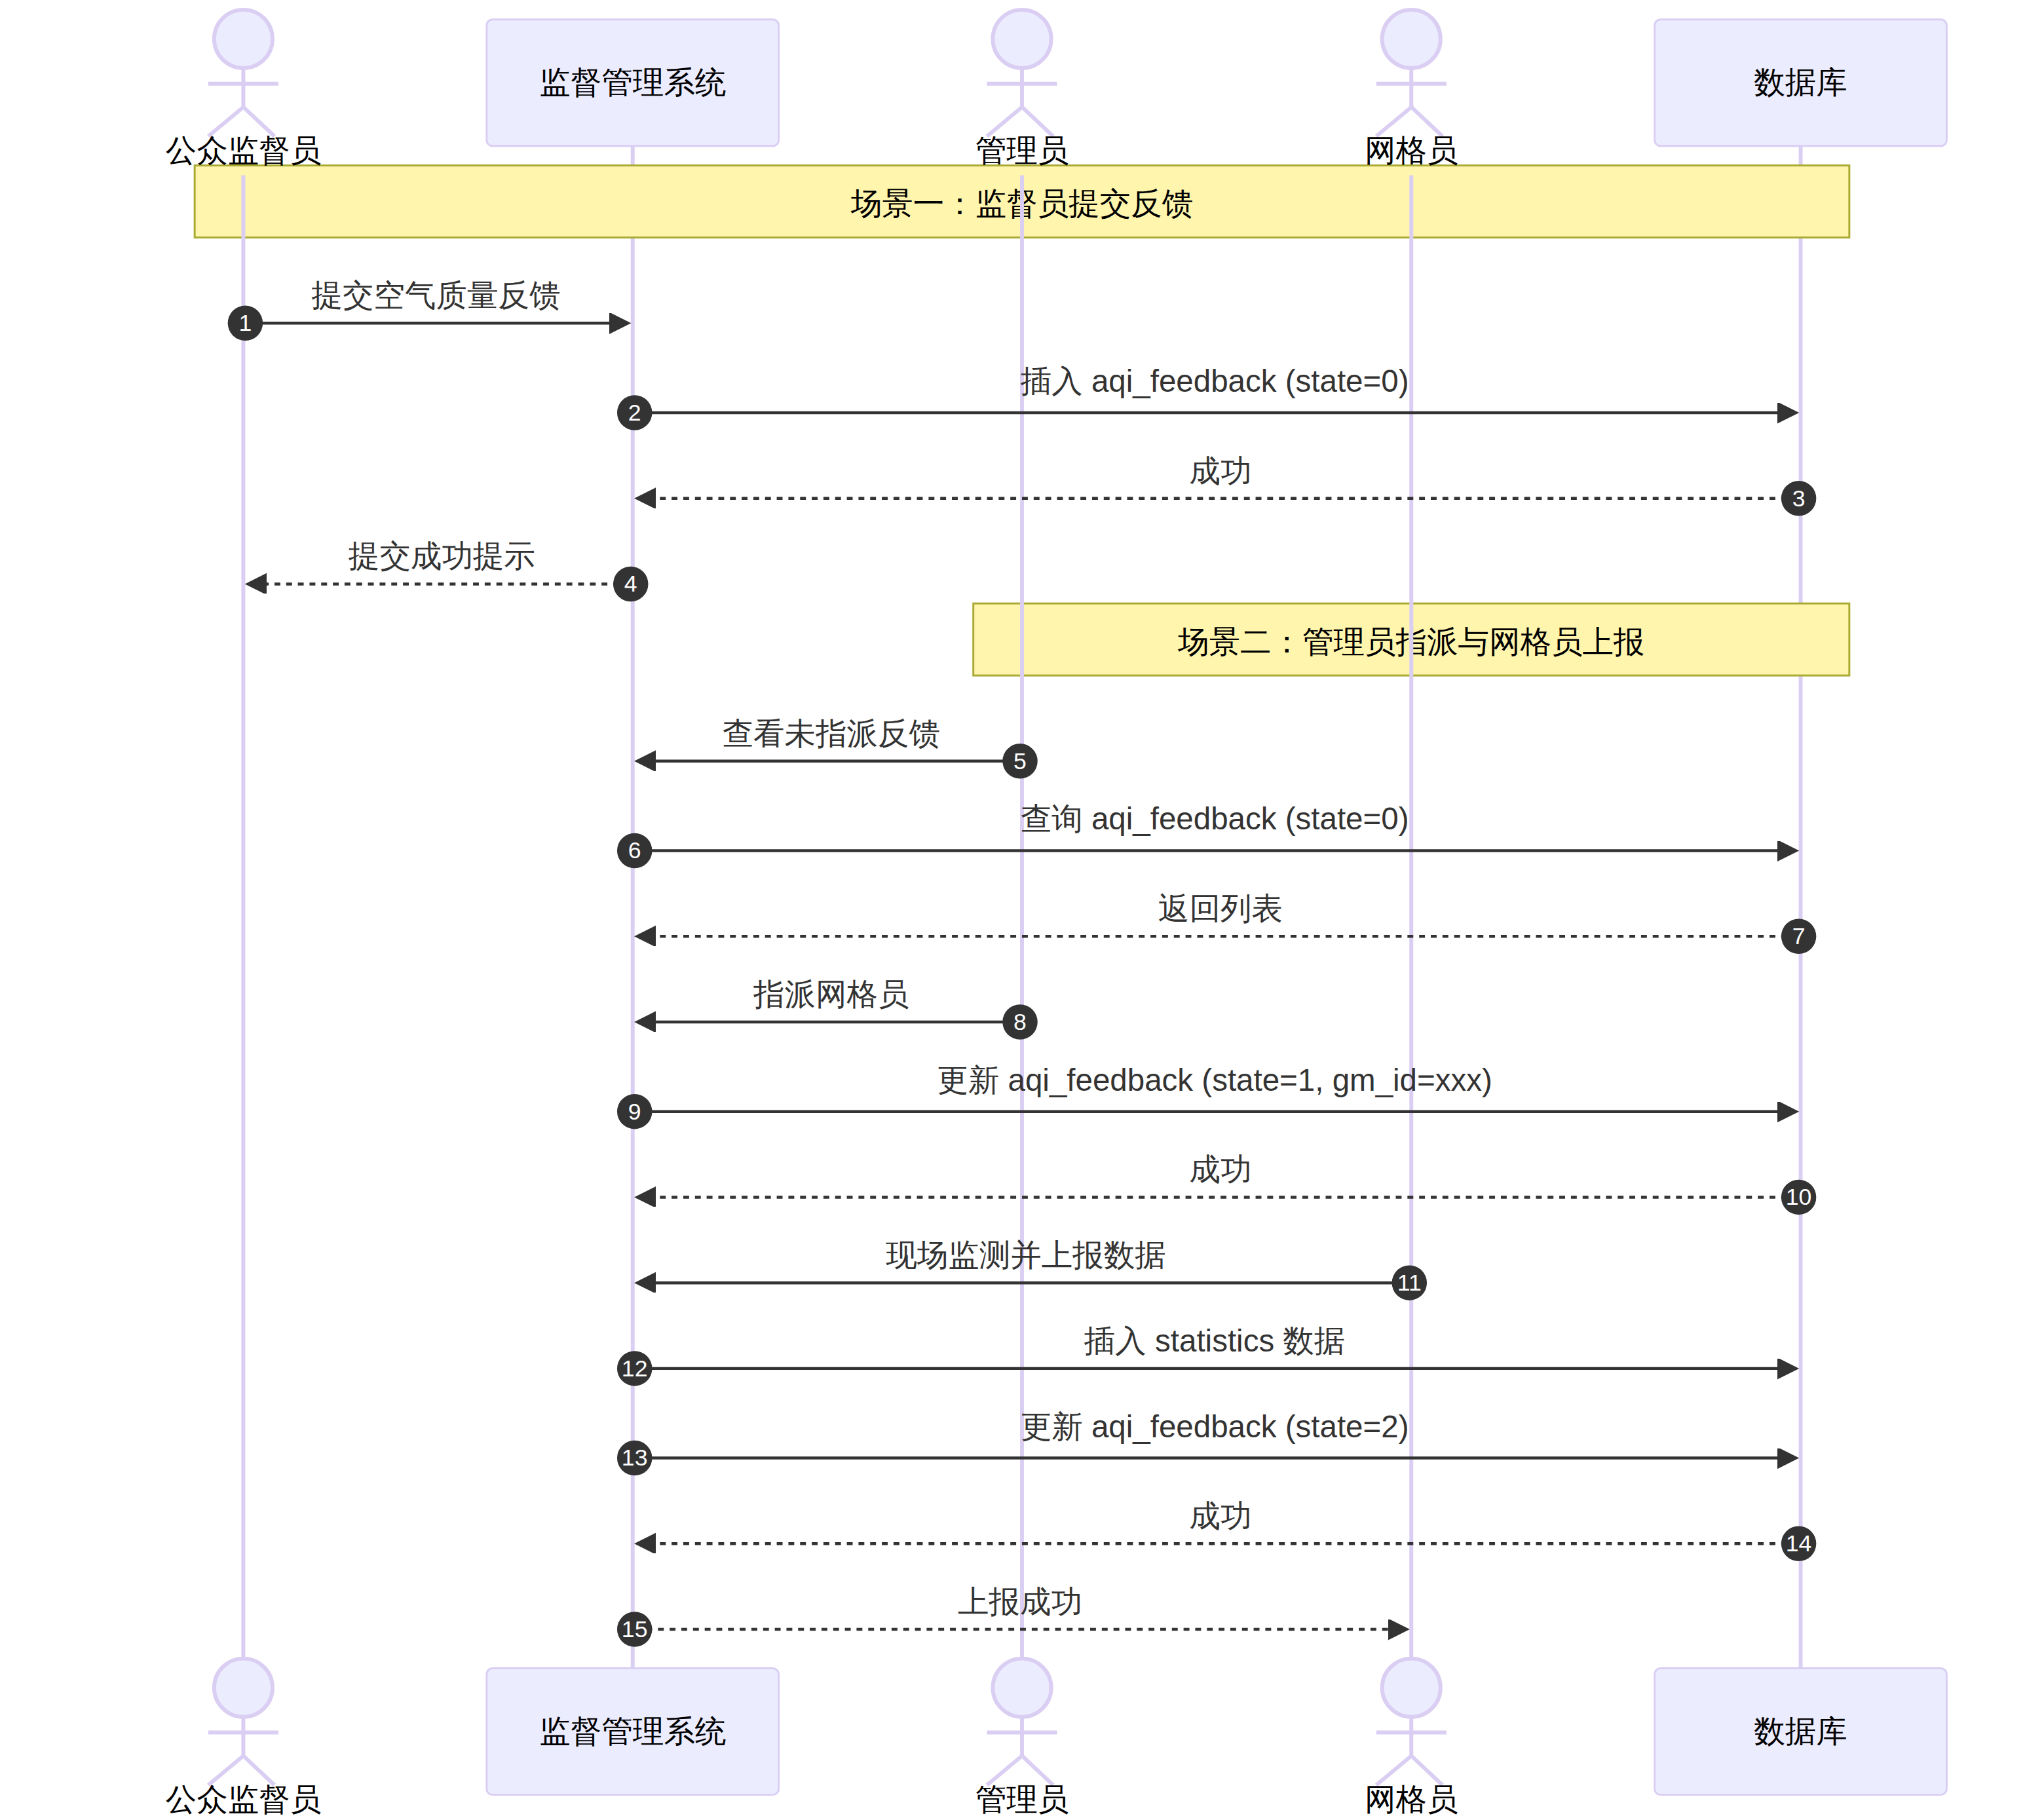 公众监督员
监督管理系统
管理员
网格员
数据库
场景一：监督员提交反馈
提交空气质量反馈
1
插入 aqi_feedback (state=0)
2
成功
3
提交成功提示
4
场景二：管理员指派与网格员上报
查看未指派反馈
5
查询 aqi_feedback (state=0)
6
返回列表
7
指派网格员
8
更新 aqi_feedback (state=1, gm_id=xxx)
9
成功
10
现场监测并上报数据
11
插入 statistics 数据
12
更新 aqi_feedback (state=2)
13
成功
14
上报成功
15
公众监督员
监督管理系统
管理员
网格员
数据库